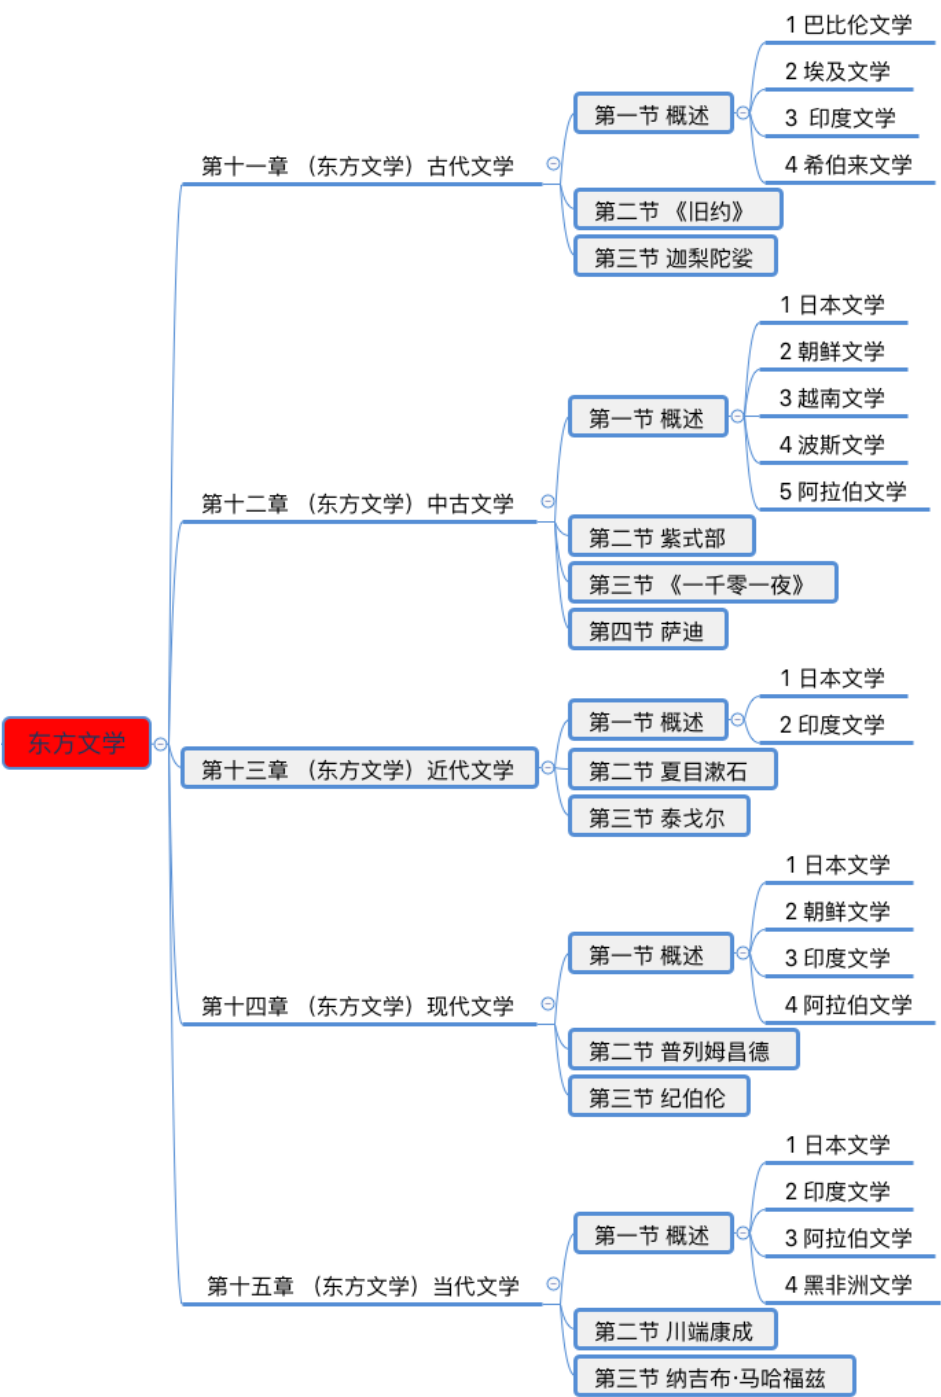 东方文学
第十一章 （东方文学）古代文学
第一节 概述
1 巴比伦文学
2 埃及文学
3 印度文学
4 希伯来文学
第二节 《旧约》
第三节 迦梨陀娑
第十二章 （东方文学）中古文学
第一节 概述
1 日本文学
2 朝鲜文学
3 越南文学
4 波斯文学
5 阿拉伯文学
第二节 紫式部
第三节 《一千零一夜》
第四节 萨迪
第十三章 （东方文学）近代文学
第一节 概述
1 日本文学
2 印度文学
第二节 夏目漱石
第三节 泰戈尔
第十四章 （东方文学）现代文学
第一节 概述
1 日本文学
2 朝鲜文学
3 印度文学
4 阿拉伯文学
第二节 普列姆昌德
第三节 纪伯伦
第十五章 （东方文学）当代文学
第一节 概述
1 日本文学
2 印度文学
3 阿拉伯文学
4 黑非洲文学
第二节 川端康成
第三节 纳吉布·马哈福兹